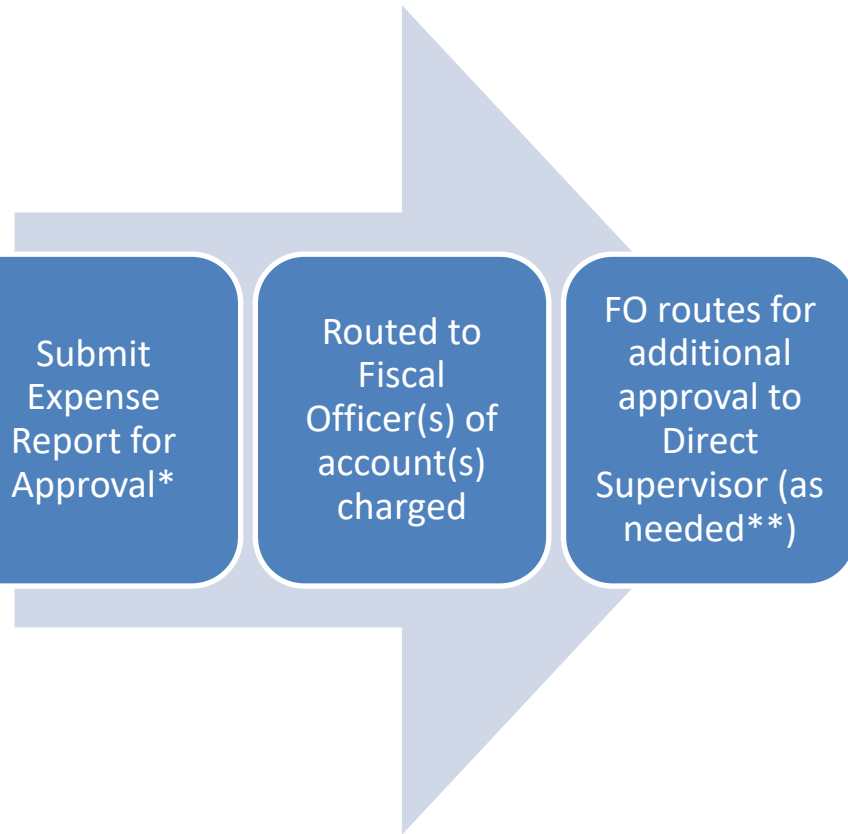 Submit
Expense
Report for
Approval*
Routed to
Fiscal
Officer(s) of
account(s)
charged
FO routes for
additional
approval to
Direct
Supervisor (as
needed**)